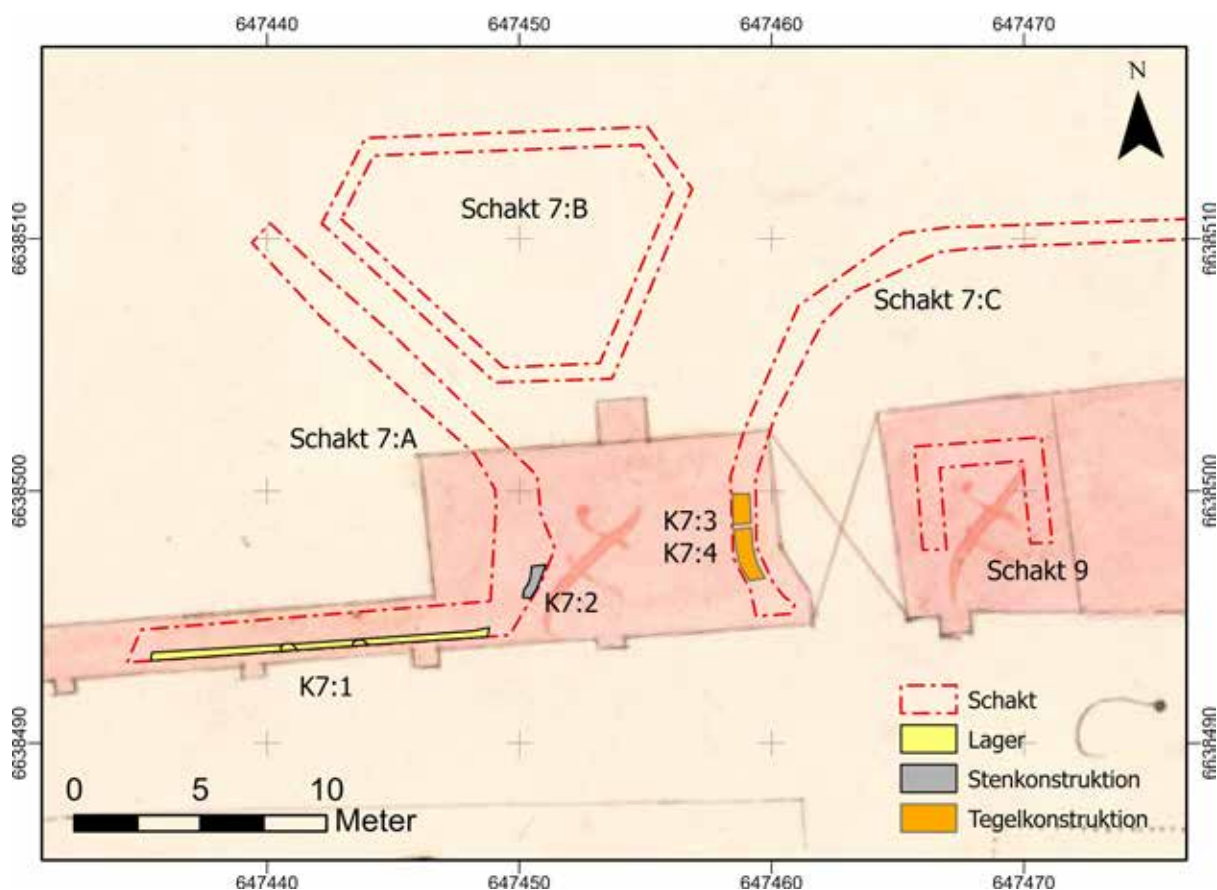 647440
647450
647460
647470
N
6638510
6638510
Schakt 7:B
Schakt 7:C
Schakt 7:A
6638500
6638500
K7:3
K7:4
Schakt 9
K7:2
K7:1
Schakt
Lager
Stenkonstruktion
Tegelkonstruktion
6638490
6638490
0 5 10
Meter
647440
647450
647460
647470